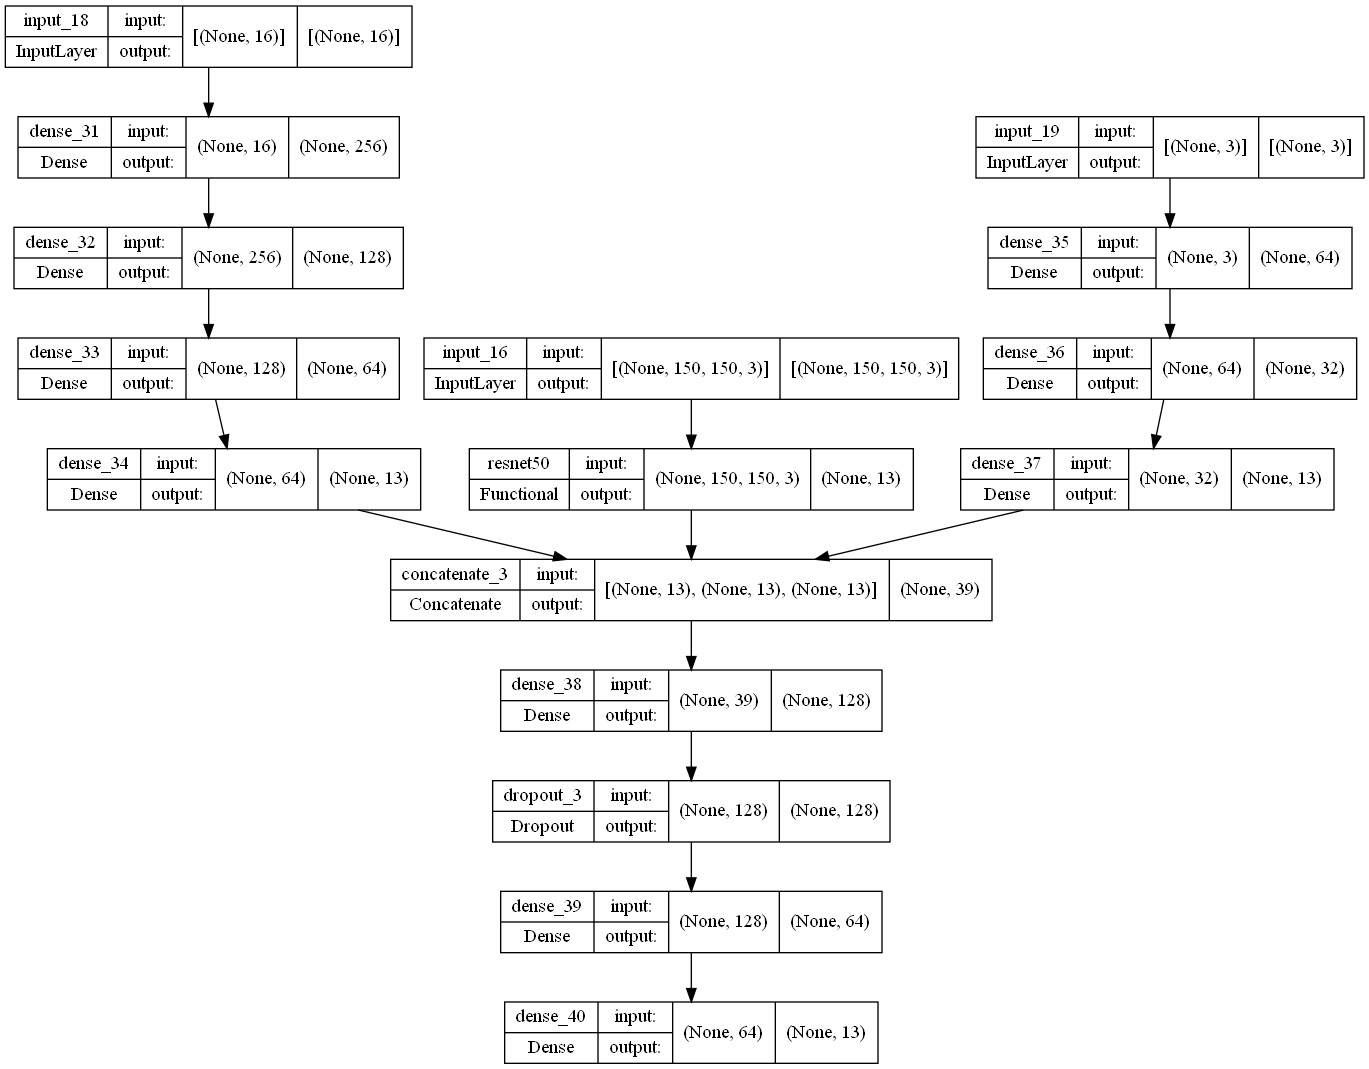 input_18 input: [(None, 16)] [(None, 16)]
InputLayer output:
dense_31 input: (None, 16) (None, 256)
Dense output:
input_19 input: [(None, 3)] [(None, 3)]
InputLayer output:
dense_32 input: (None, 256) (None, 128)
Dense output:
dense_35 input: (None, 3) (None, 64)
Dense output:
dense_33 input: (None, 128) (None, 64)
Dense output:
input_16 input: [(None, 150, 150, 3)] [(None, 150, 150, 3)]
InputLayer output:
dense_36 input: (None, 64) (None, 32)
Dense output:
dense_34 input: (None, 64) (None, 13)
Dense output:
resnet50 input: (None, 150, 150, 3) (None, 13)
Functional output:
dense_37 input: (None, 32) (None, 13)
Dense output:
concatenate_3 input: [(None, 13), (None, 13), (None, 13)] (None, 39)
Concatenate output:
dense_38 input: (None, 39) (None, 128)
Dense output:
dropout_3 input: (None, 128) (None, 128)
Dropout output:
dense_39 input: (None, 128) (None, 64)
Dense output:
dense_40 input: (None, 64) (None, 13)
Dense output: